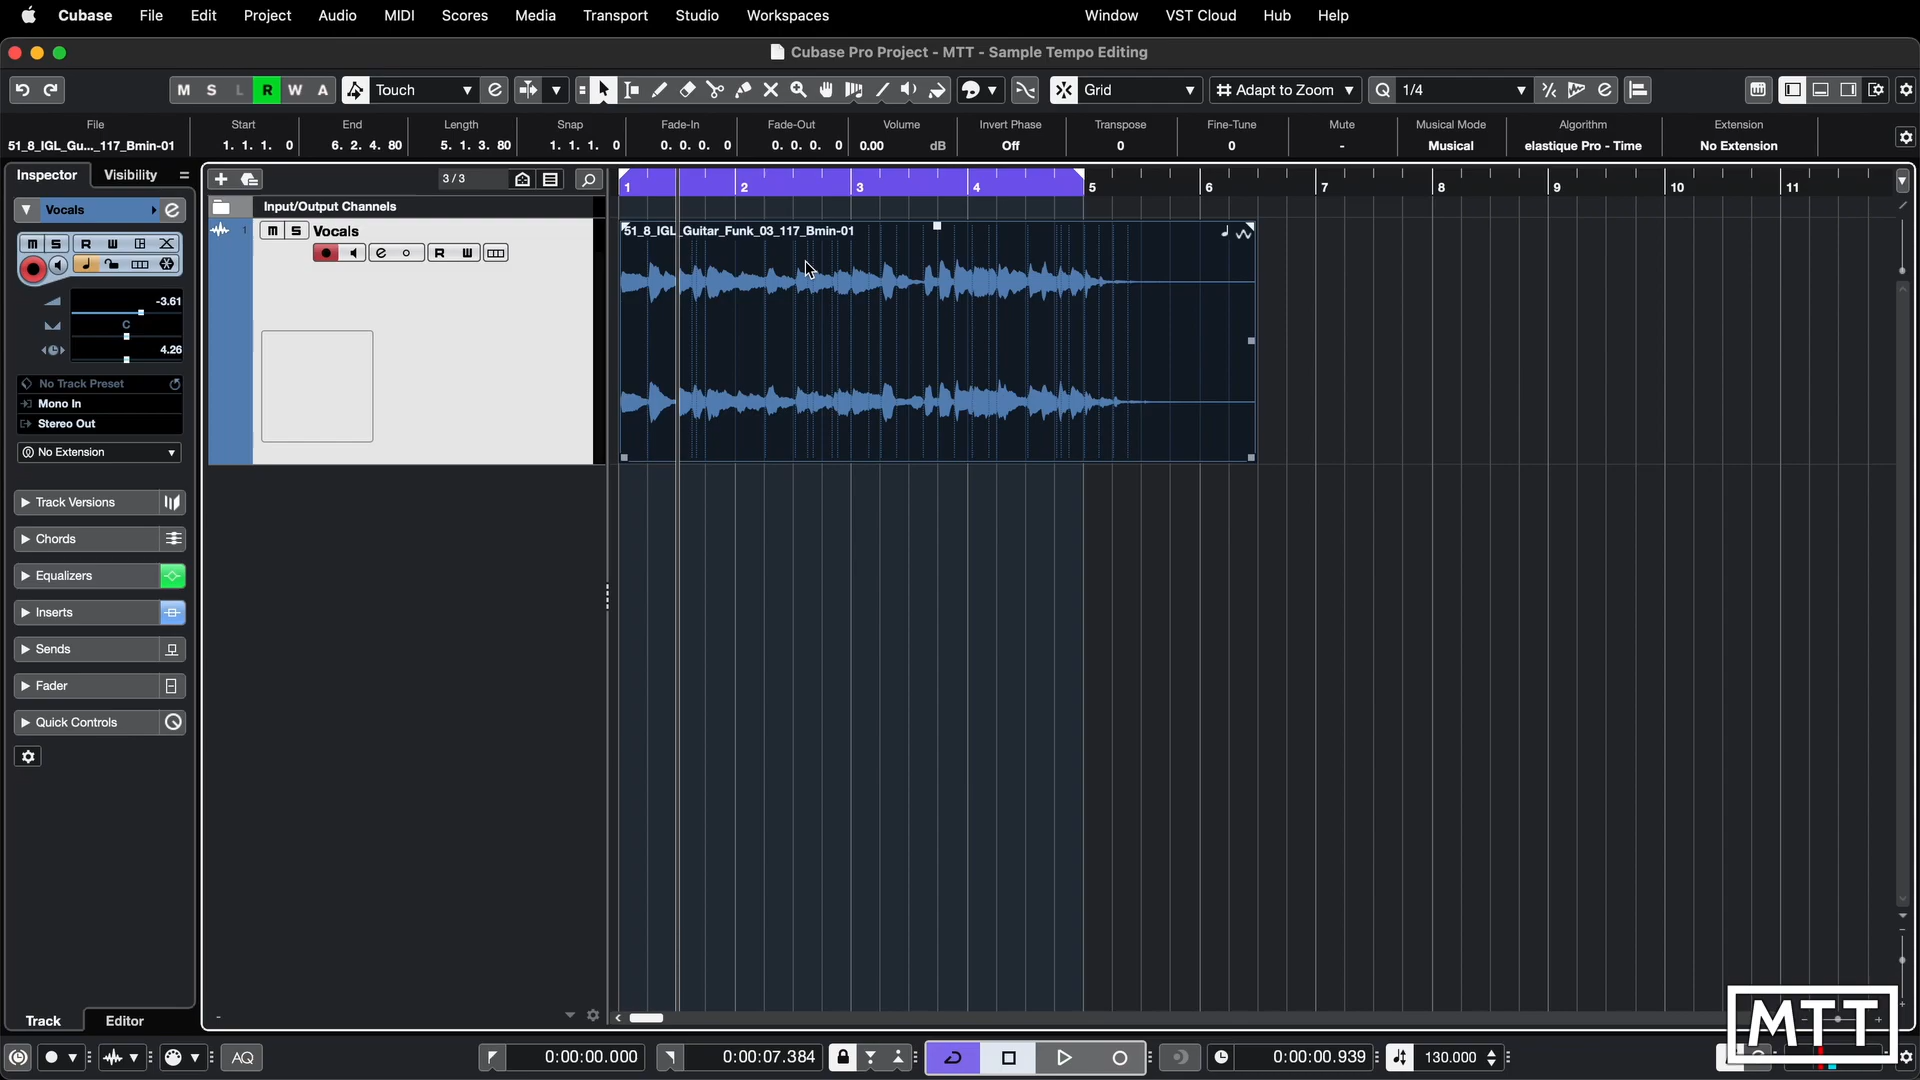 Cubase File Edit Project Audio MIDI Scores Media Transport Studio Workspaces Window VST Cloud Hub Help
Cubase Pro Project - MTT - Sample Tempo Editing
M S L R W A Touch Grid Adapt to Zoom 1/4
File Start End Length Snap Fade-In Fade-Out Volume Invert Phase Transpose Fine-Tune Mute Musical Mode Algorithm Extension
51_8_IGL_Gu..._117_Bmin-01 1. 1. 1. 0 6. 2. 4. 80 5. 1. 3. 80 1. 1. 1. 0 0. 0. 0. 0 0. 0. 0. 0 0.00 dB Off 0 0 - Musical elastique Pro - Time No Extension
Inspector Visibility 3 / 3 1 2 3 4 5 6 7 8 9 10 11
Vocals Input/Output Channels
1 M S Vocals 51_8_IGL_Guitar_Funk_03_117_Bmin-01
M S R W R W
-3.61
C
4.26
No Track Preset
Mono In
Stereo Out
No Extension
Track Versions
Chords
Equalizers
Inserts
Sends
Fader
Quick Controls
MTT
Track Editor
AQ 0:00:00.000 0:00:07.384 0:00:00.939 130.000